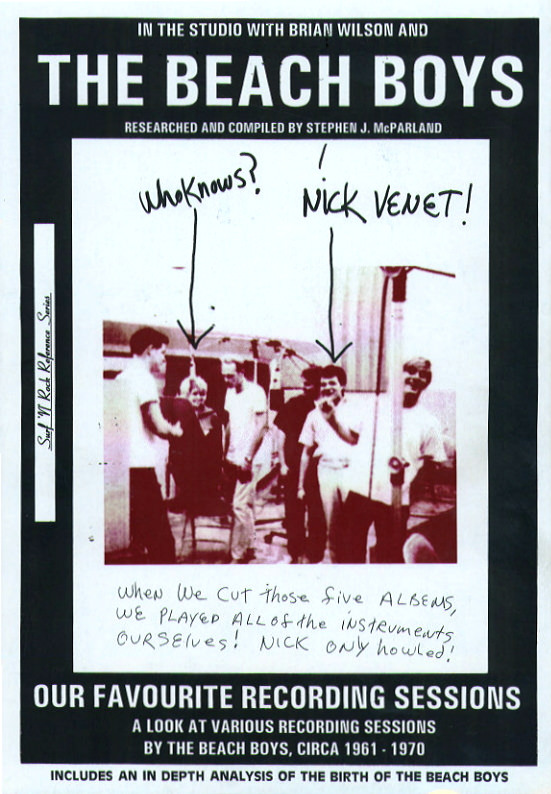 IN THE STUDIO WITH BRIAN WILSON AND
THE BEACH BOYS
RESEARCHED AND COMPILED BY STEPHEN J. McPARLAND
WhoKnows?
NICK VENET!
Surf 'N' Rock Reference Series
When We CUT those five ALBEMS,
WE PLAYED ALL of the iNSTRuments
OURSELVes! NICK ONLY howLed!
OUR FAVOURITE RECORDING SESSIONS
A LOOK AT VARIOUS RECORDING SESSIONS
BY THE BEACH BOYS, CIRCA 1961 - 1970
INCLUDES AN IN DEPTH ANALYSIS OF THE BIRTH OF THE BEACH BOYS